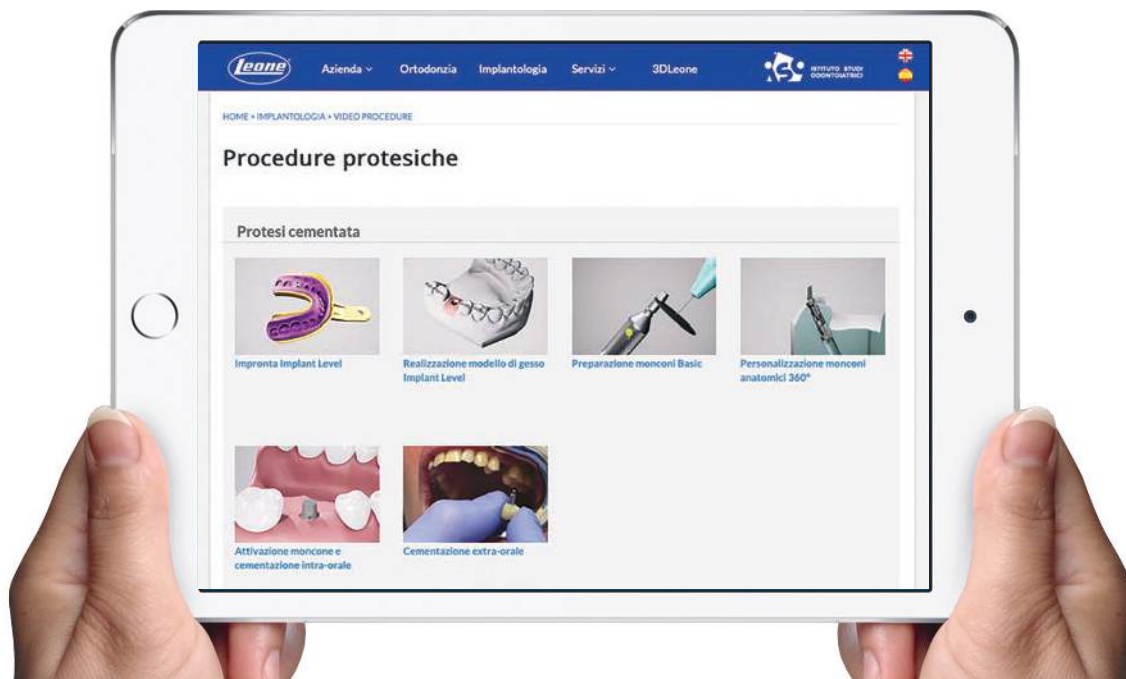 Leone
Azienda
Ortodonzia
Implantologia
Servizi
3DLeone
ISO
ISTITUTO STUDI
ODONTOIATRICI
HOME » IMPLANTOLOGIA » VIDEO PROCEDURE
Procedure protesiche
Protesi cementata
Impronta Implant Level
Realizzazione modello di gesso
Implant Level
Preparazione monconi Basic
Personalizzazione monconi
anatomici 360°
Attivazione moncone e
cementazione intra-orale
Cementazione extra-orale